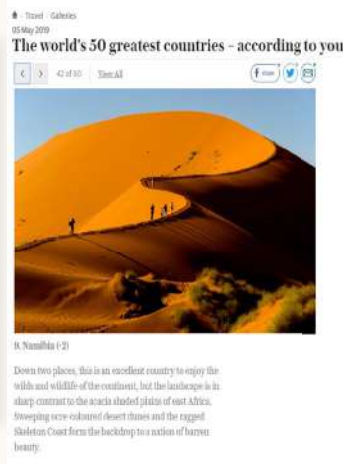 Travel Galleries
05 May 2019
The world's 50 greatest countries – according to you
42 of 50 View All
share
9. Namibia (-2)
Down two places, this is an excellent country to enjoy the
wilds and wildlife of the continent, but the landscape is in
sharp contrast to the acacia shaded plains of east Africa.
Sweeping ocre-coloured desert dunes and the ragged
Skeleton Coast form the backdrop to a nation of barren
beauty.